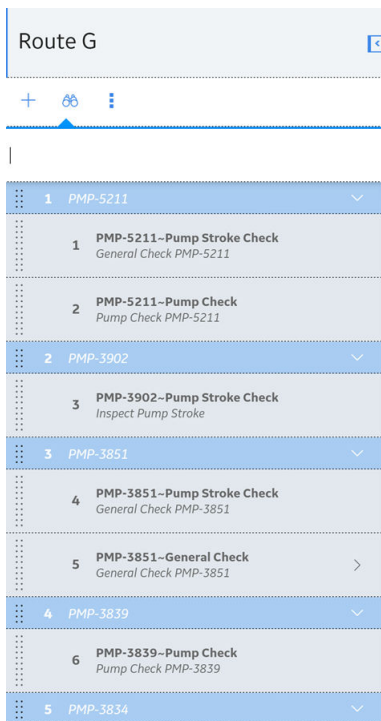 Route G
1 PMP-5211
1 PMP-5211~Pump Stroke Check
General Check PMP-5211
2 PMP-5211~Pump Check
Pump Check PMP-5211
2 PMP-3902
3 PMP-3902~Pump Stroke Check
Inspect Pump Stroke
3 PMP-3851
4 PMP-3851~Pump Stroke Check
General Check PMP-3851
5 PMP-3851~General Check
General Check PMP-3851
4 PMP-3839
6 PMP-3839~Pump Check
Pump Check PMP-3839
5 PMP-3834